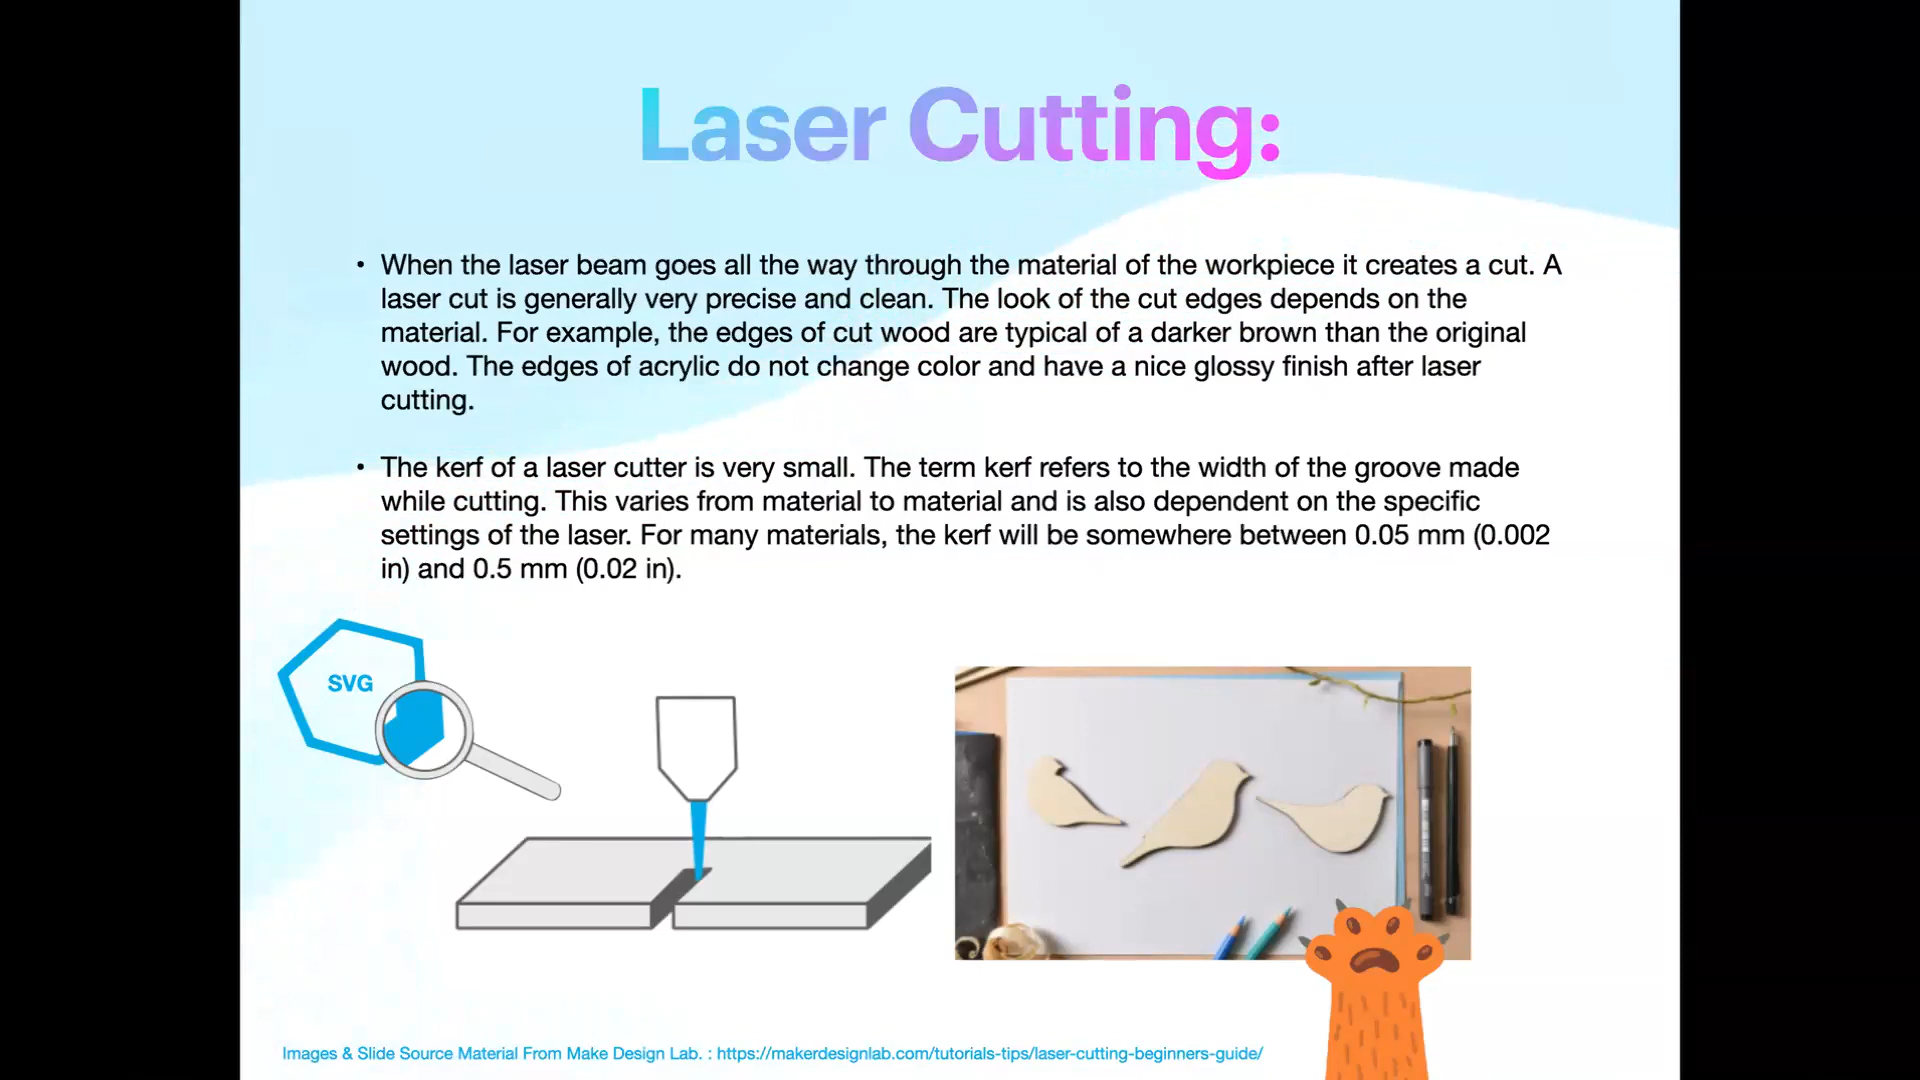 Laser Cutting:
• When the laser beam goes all the way through the material of the workpiece it creates a cut. A
laser cut is generally very precise and clean. The look of the cut edges depends on the
material. For example, the edges of cut wood are typical of a darker brown than the original
wood. The edges of acrylic do not change color and have a nice glossy finish after laser
cutting.
• The kerf of a laser cutter is very small. The term kerf refers to the width of the groove made
while cutting. This varies from material to material and is also dependent on the specific
settings of the laser. For many materials, the kerf will be somewhere between 0.05 mm (0.002
in) and 0.5 mm (0.02 in).
SVG
Images & Slide Source Material From Make Design Lab. : https://makerdesignlab.com/tutorials-tips/laser-cutting-beginners-guide/